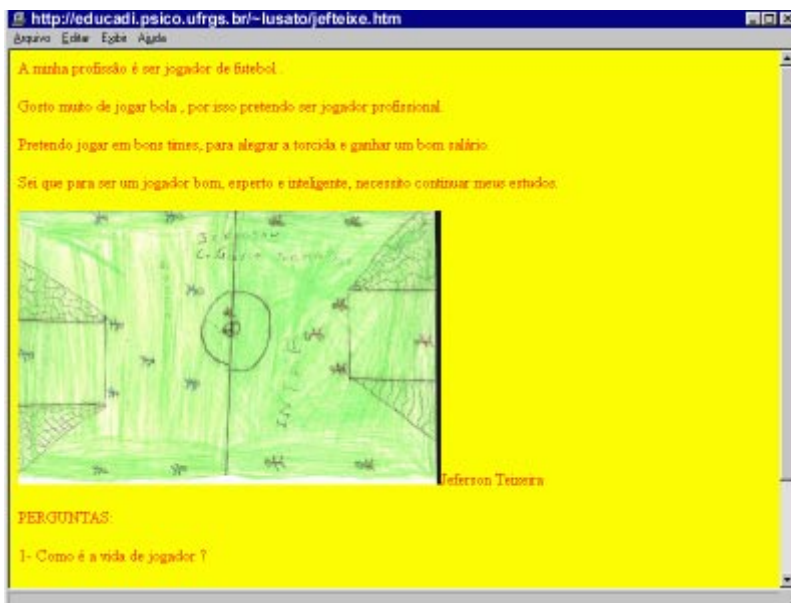 http://educadi.psico.ufrgs.br/~lusato/jefteixe.htm
Arquivo Editar Exibir Ajuda
A minha profissão é ser jogador de futebol .
Gosto muito de jogar bola , por isso pretendo ser jogador profissional.
Pretendo jogar em bons times, para alegrar a torcida e ganhar um bom salário.
Sei que para ser um jogador bom, esperto e inteligente, necessito continuar meus estudos.
Jeferson Teixeira
PERGUNTAS:
1- Como é a vida de jogador ?